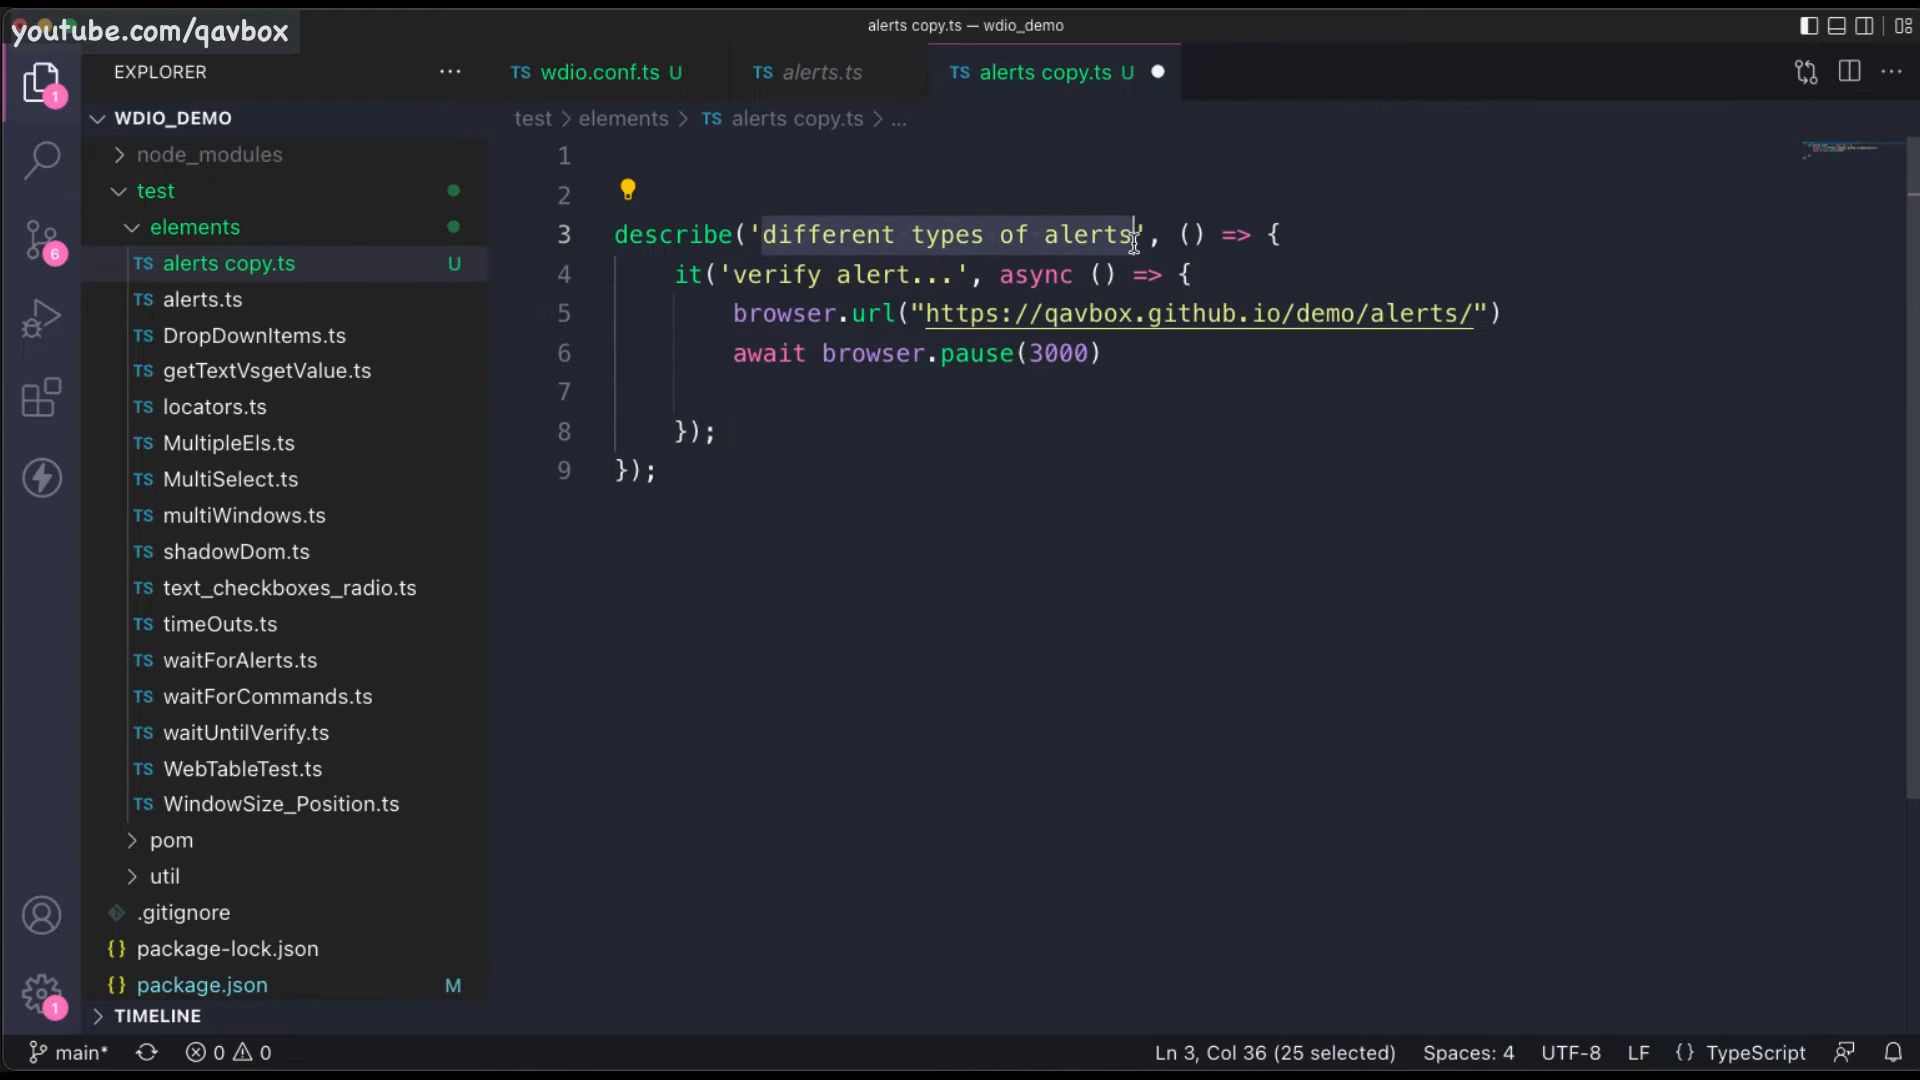 youtube.com/qavbox
alerts copy.ts — wdio_demo
EXPLORER
TS wdio.conf.ts U
TS alerts.ts
TS alerts copy.ts U
WDIO_DEMO
test > elements > TS alerts copy.ts > ...
node_modules
test
elements
TS alerts copy.ts U
TS alerts.ts
TS DropDownItems.ts
TS getTextVsgetValue.ts
TS locators.ts
TS MultipleEls.ts
TS MultiSelect.ts
TS multiWindows.ts
TS shadowDom.ts
TS text_checkboxes_radio.ts
TS timeOuts.ts
TS waitForAlerts.ts
TS waitForCommands.ts
TS waitUntilVerify.ts
TS WebTableTest.ts
TS WindowSize_Position.ts
pom
util
.gitignore
{} package-lock.json
{} package.json M
TIMELINE
1
6
1
1
2
3 describe('different types of alerts', () => {
4 it('verify alert...', async () => {
5 browser.url("https://qavbox.github.io/demo/alerts/")
6 await browser.pause(3000)
7
8 });
9 });
main* 0 0
Ln 3, Col 36 (25 selected) Spaces: 4 UTF-8 LF {} TypeScript